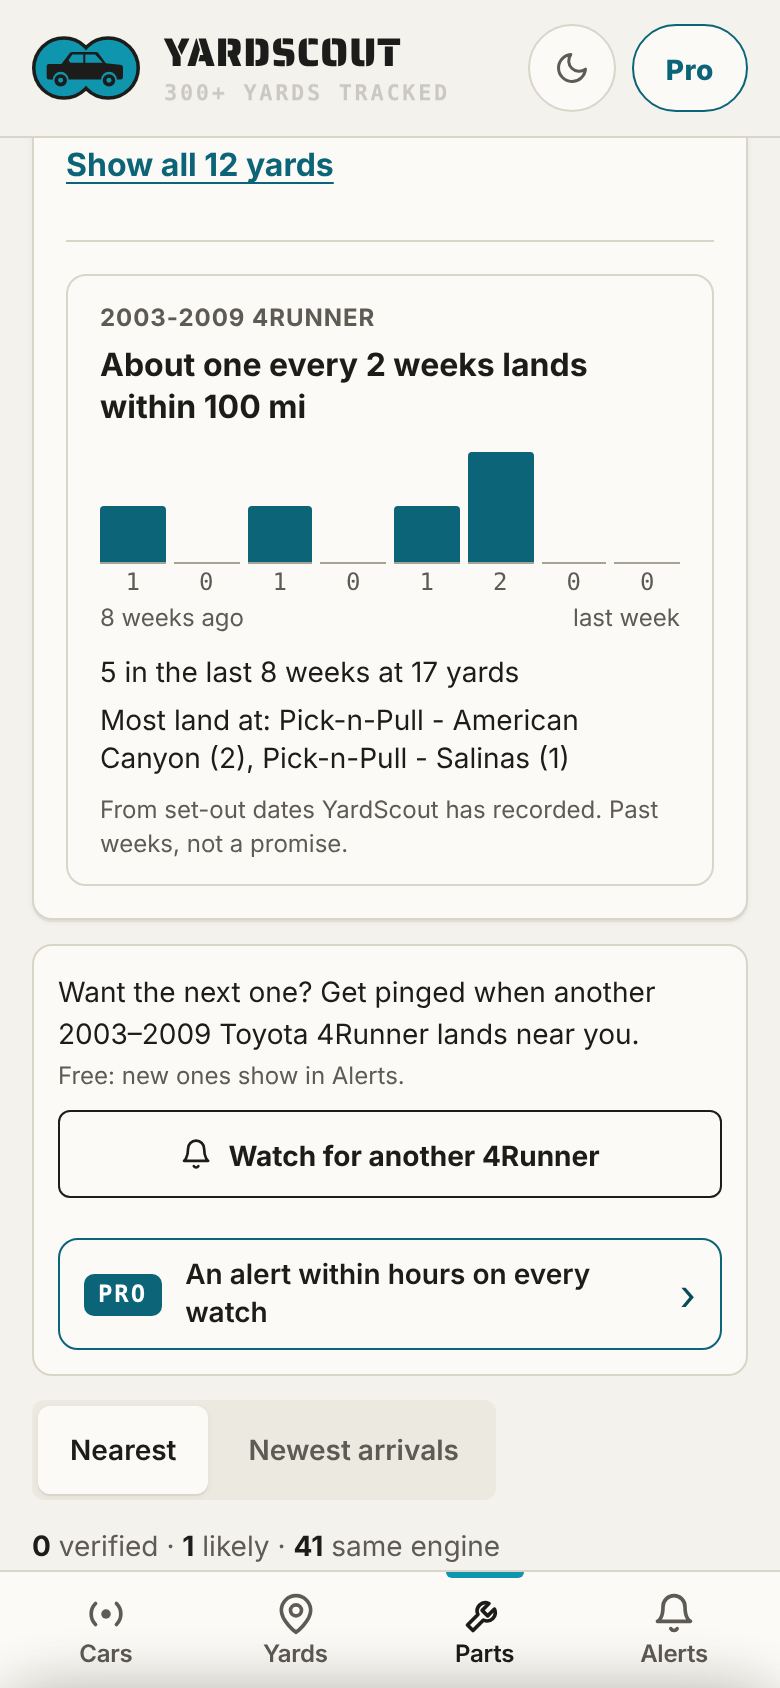 YARDSCOUT
300+ YARDS TRACKED
Pro
Show all 12 yards
2003-2009 4RUNNER
About one every 2 weeks lands
within 100 mi
1 0 1 0 1 2 0 0
8 weeks ago last week
5 in the last 8 weeks at 17 yards
Most land at: Pick-n-Pull - American
Canyon (2), Pick-n-Pull - Salinas (1)
From set-out dates YardScout has recorded. Past
weeks, not a promise.
Want the next one? Get pinged when another
2003–2009 Toyota 4Runner lands near you.
Free: new ones show in Alerts.
Watch for another 4Runner
PRO An alert within hours on every
watch
Nearest Newest arrivals
0 verified · 1 likely · 41 same engine
Cars Yards Parts Alerts